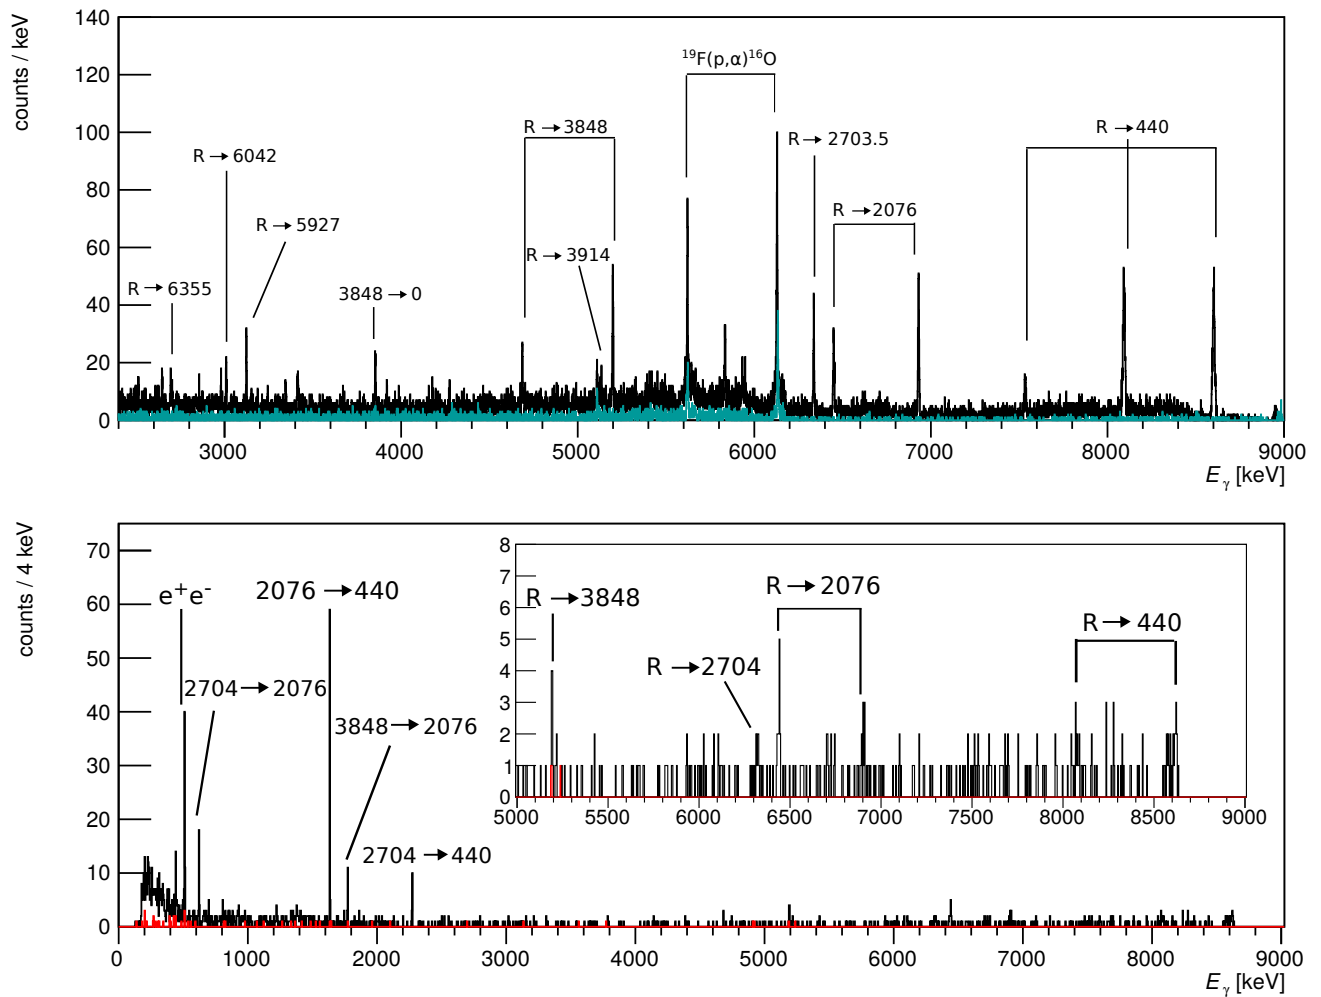 counts / keV
140
120
100
80
60
40
20
0
¹⁹F(p,α)¹⁶O
R → 3848
R → 2703.5
R → 440
R → 6042
R → 2076
R → 5927
R → 3914
R → 6355
3848 → 0
3000 4000 5000 6000 7000 8000 9000
Eγ [keV]
counts / 4 keV
70
60
50
40
30
20
10
0
e⁺e⁻
2076 → 440
2704 → 2076
3848 → 2076
2704 → 440
8
7
6
5
4
3
2
1
0
R → 3848
R → 2076
R → 440
R → 2704
5000 5500 6000 6500 7000 7500 8000 8500 9000
0 1000 2000 3000 4000 5000 6000 7000 8000 9000
Eγ [keV]